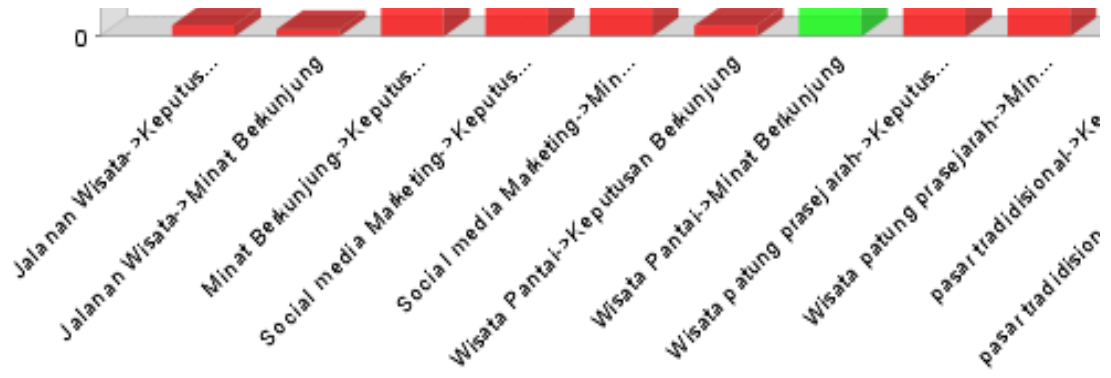 0
Jalanan Wisata->Keputus...
Jalanan Wisata->Minat Berkunjung
Minat Berkunjung->Keputus...
Social media Marketing->Keputus...
Social media Marketing->Min...
Wisata Pantai->Keputusan Berkunjung
Wisata Pantai->Minat Berkunjung
Wisata patung prasejarah->Keputus...
Wisata patung prasejarah->Min...
pasar tradidisional->Ke
pasar tradidision